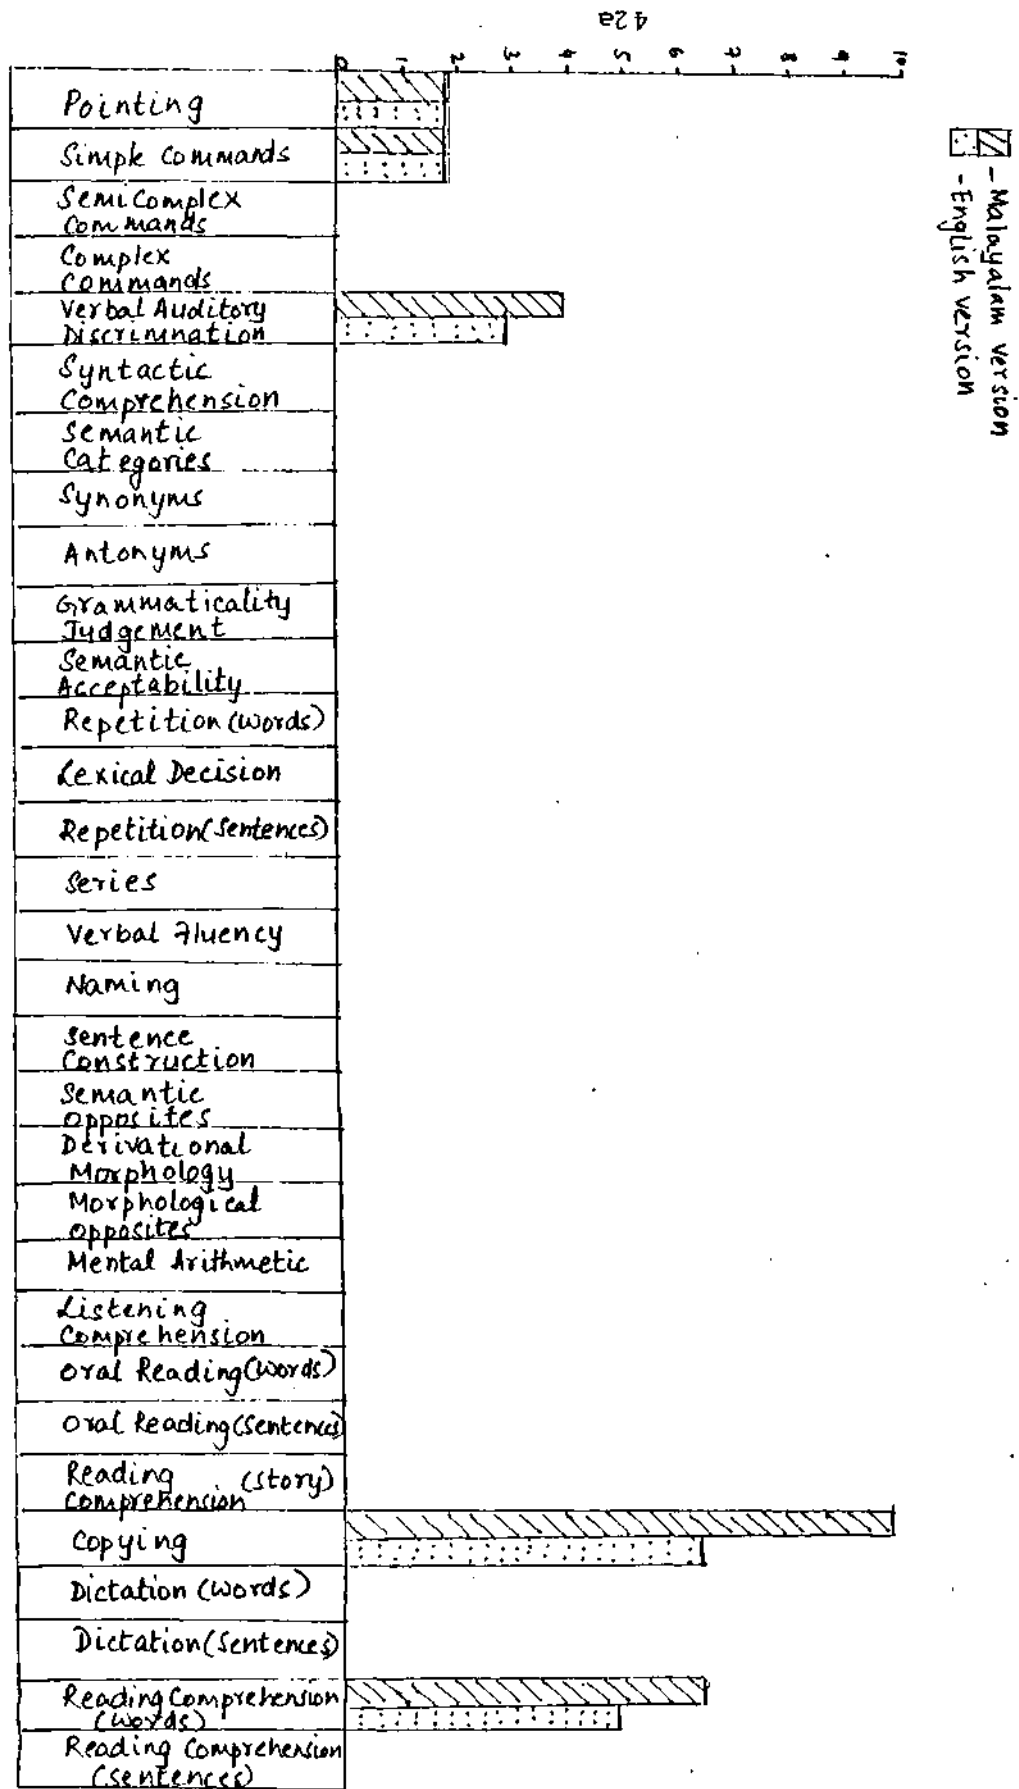 42a
0 1 2 3 4 5 6 7 8 9 10
- Malayalam version
- English version
Pointing
Simple Commands
Semicomplex
Commands
Complex
Commands
Verbal Auditory
Discrimnation
Syntactic
Comprehension
Semantic
Categories
Synonyms
Antonyms
Grammaticality
Judgement
Semantic
Acceptability
Repetition (words)
Lexical Decision
Repetition (Sentences)
Series
Verbal Fluency
Naming
Sentence
Construction
Semantic
opposites
Derivational
Morphology
Morphological
opposites
Mental Arithmetic
Listening
Comprehension
Oral Reading (words)
Oral Reading (Sentences)
Reading (Story)
Comprehension
Copying
Dictation (words)
Dictation (Sentences)
Reading Comprehension
(words)
Reading Comprehension
(sentences)